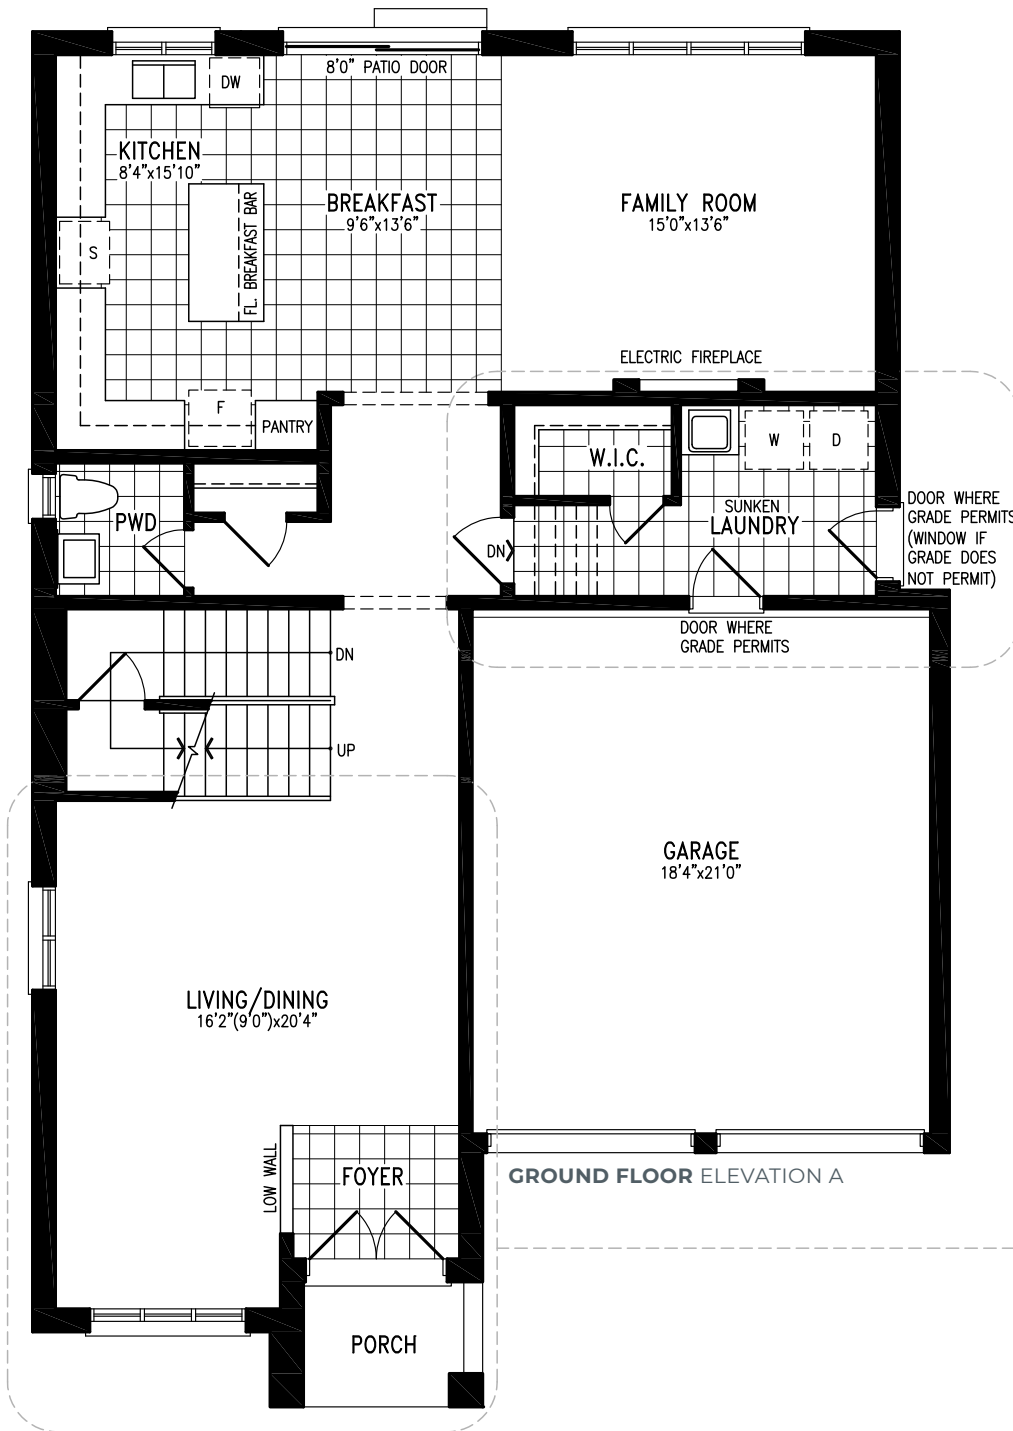 DW
8'0" PATIO DOOR
KITCHEN
8'4"x15'10"
BREAKFAST
9'6"x13'6"
FAMILY ROOM
15'0"x13'6"
S
FL. BREAKFAST BAR
ELECTRIC FIREPLACE
F
PANTRY
W.I.C.
W
D
PWD
SUNKEN
LAUNDRY
DN
DOOR WHERE
GRADE PERMITS
(WINDOW IF
GRADE DOES
NOT PERMIT)
DOOR WHERE
GRADE PERMITS
DN
UP
GARAGE
18'4"x21'0"
LIVING/DINING
16'2"(9'0")x20'4"
LOW WALL
FOYER
GROUND FLOOR ELEVATION A
PORCH